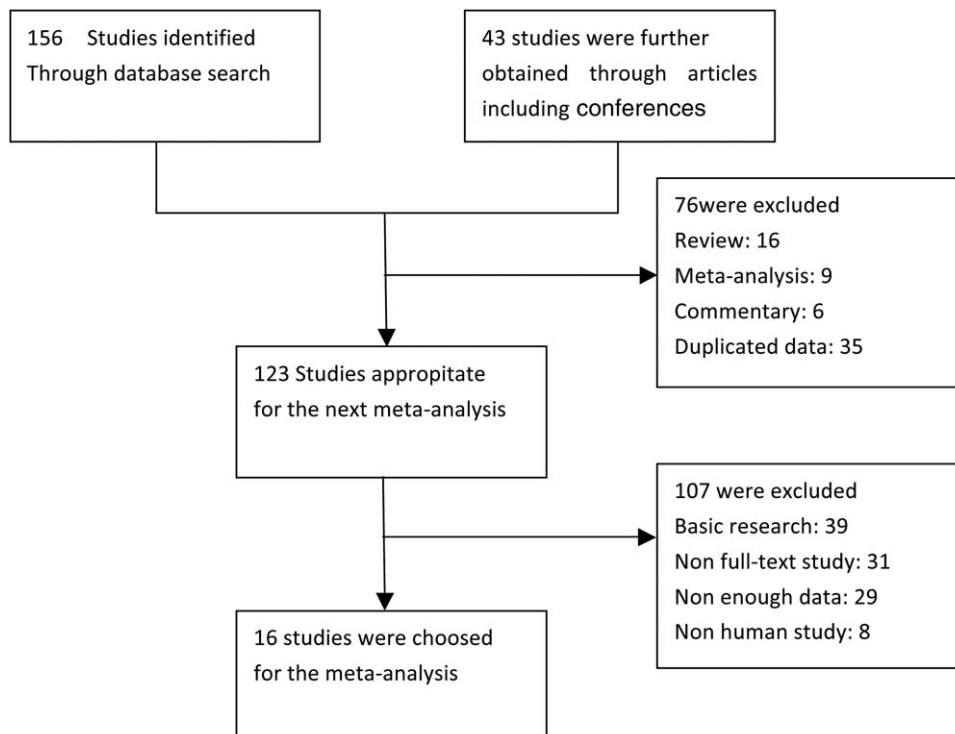 156 Studies identified
Through database search
43 studies were further
obtained through articles
including conferences
76were excluded
Review: 16
Meta-analysis: 9
Commentary: 6
Duplicated data: 35
123 Studies appropitate
for the next meta-analysis
107 were excluded
Basic research: 39
Non full-text study: 31
Non enough data: 29
Non human study: 8
16 studies were choosed
for the meta-analysis